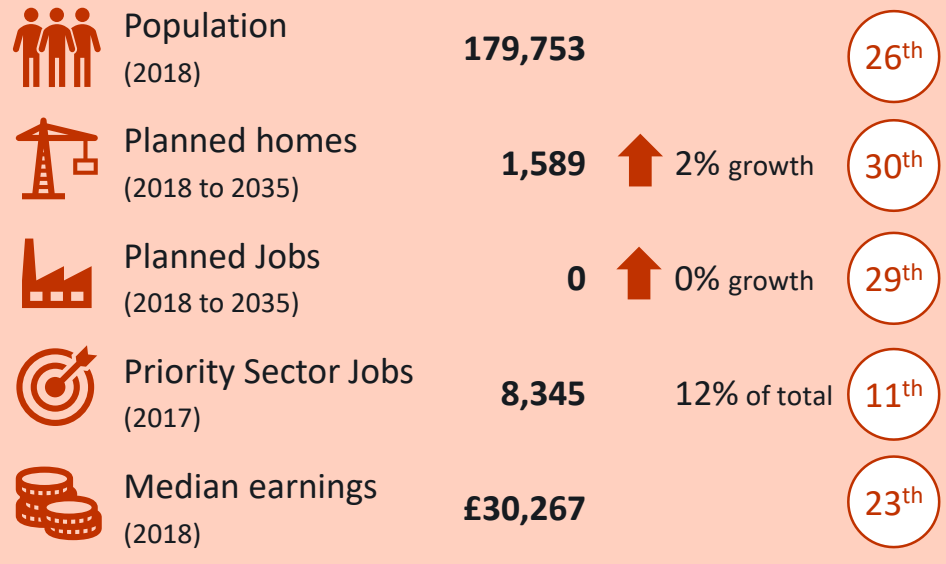 Population
(2018)
179,753
26th
Planned homes
(2018 to 2035)
1,589
2% growth
30th
Planned Jobs
(2018 to 2035)
0
0% growth
29th
Priority Sector Jobs
(2017)
8,345
12% of total
11th
Median earnings
(2018)
£30,267
23th